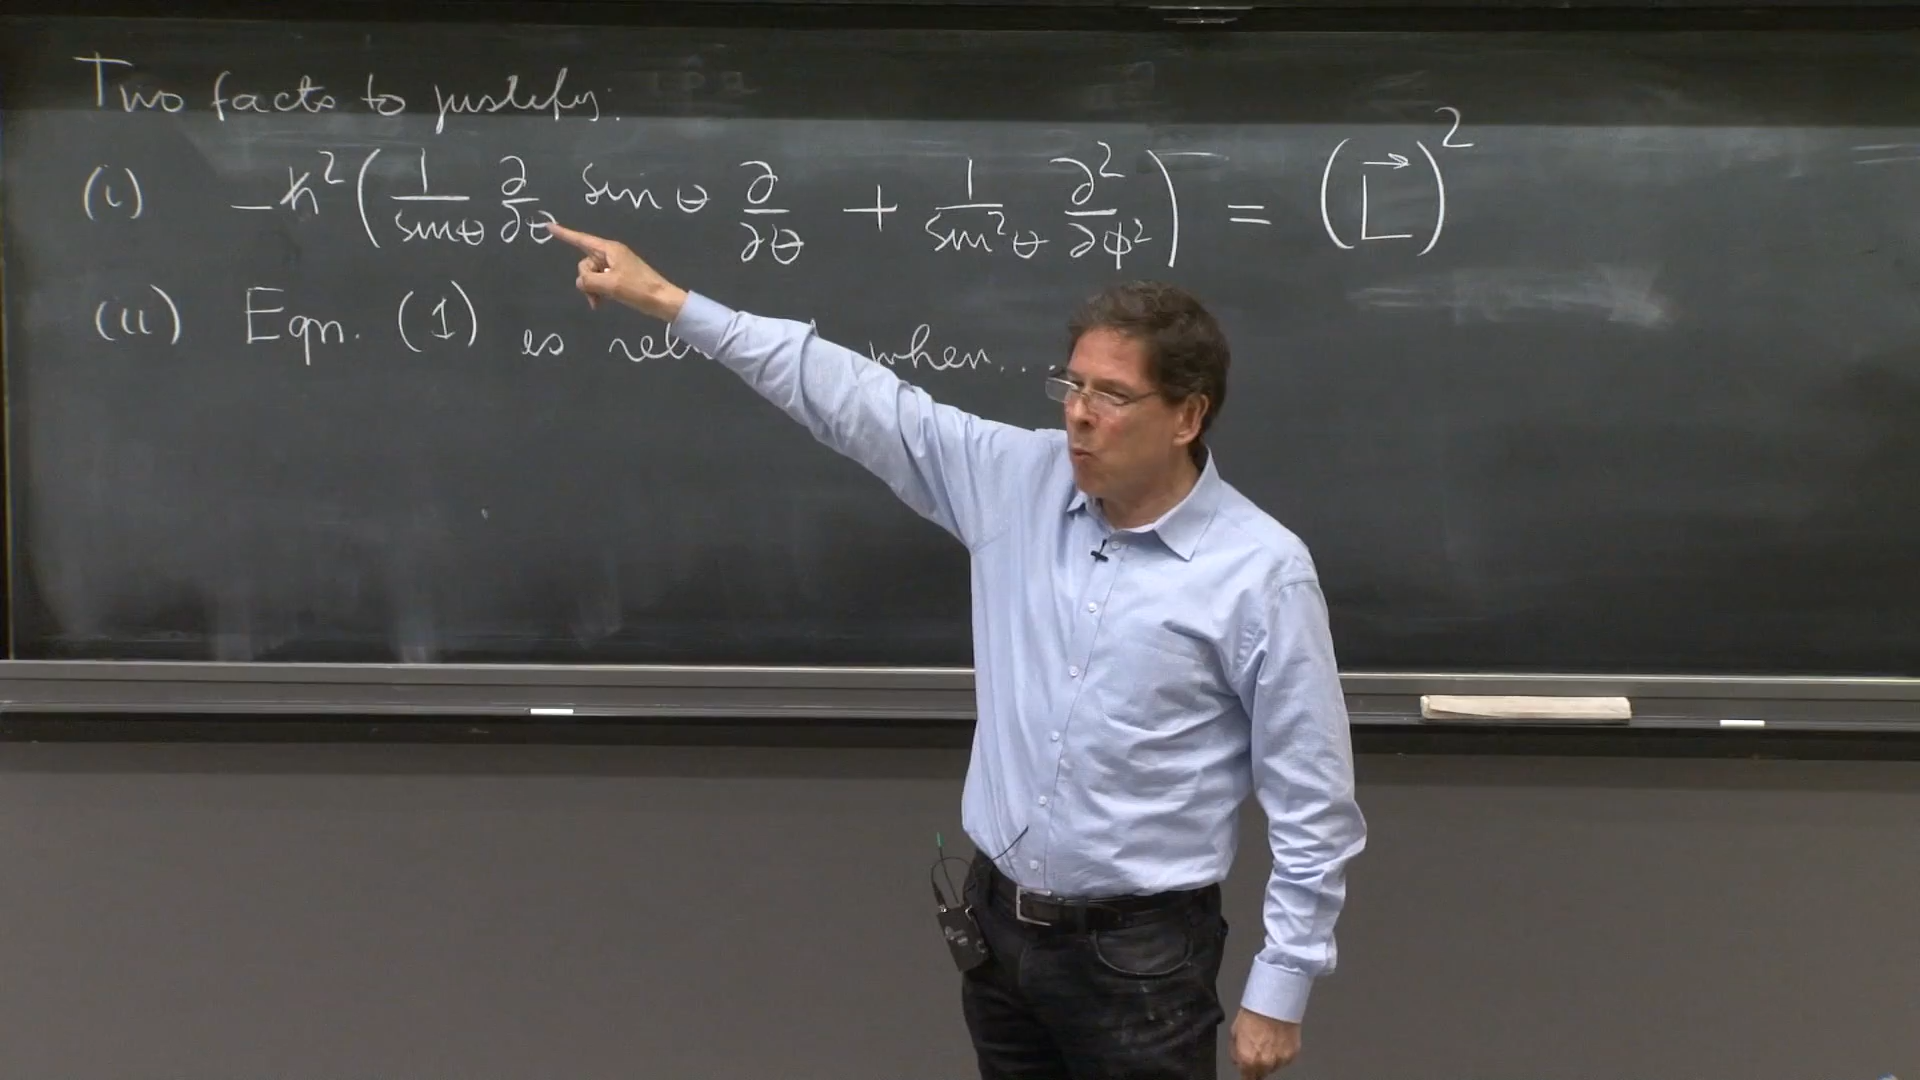 Two facts to justify:
(i) -ℏ² ( 1/sinθ ∂/∂θ sinθ ∂/∂θ + 1/sin²θ ∂²/∂φ² ) = (L⃗)²
(ii) Eqn. (1) is when...